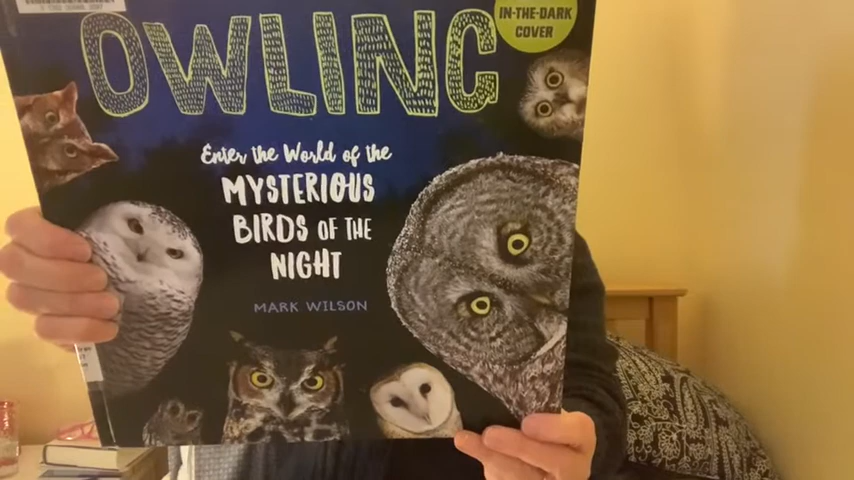 OWLING
IN-THE-DARK
COVER
Enter the World of the
MYSTERIOUS
BIRDS OF THE
NIGHT
MARK WILSON